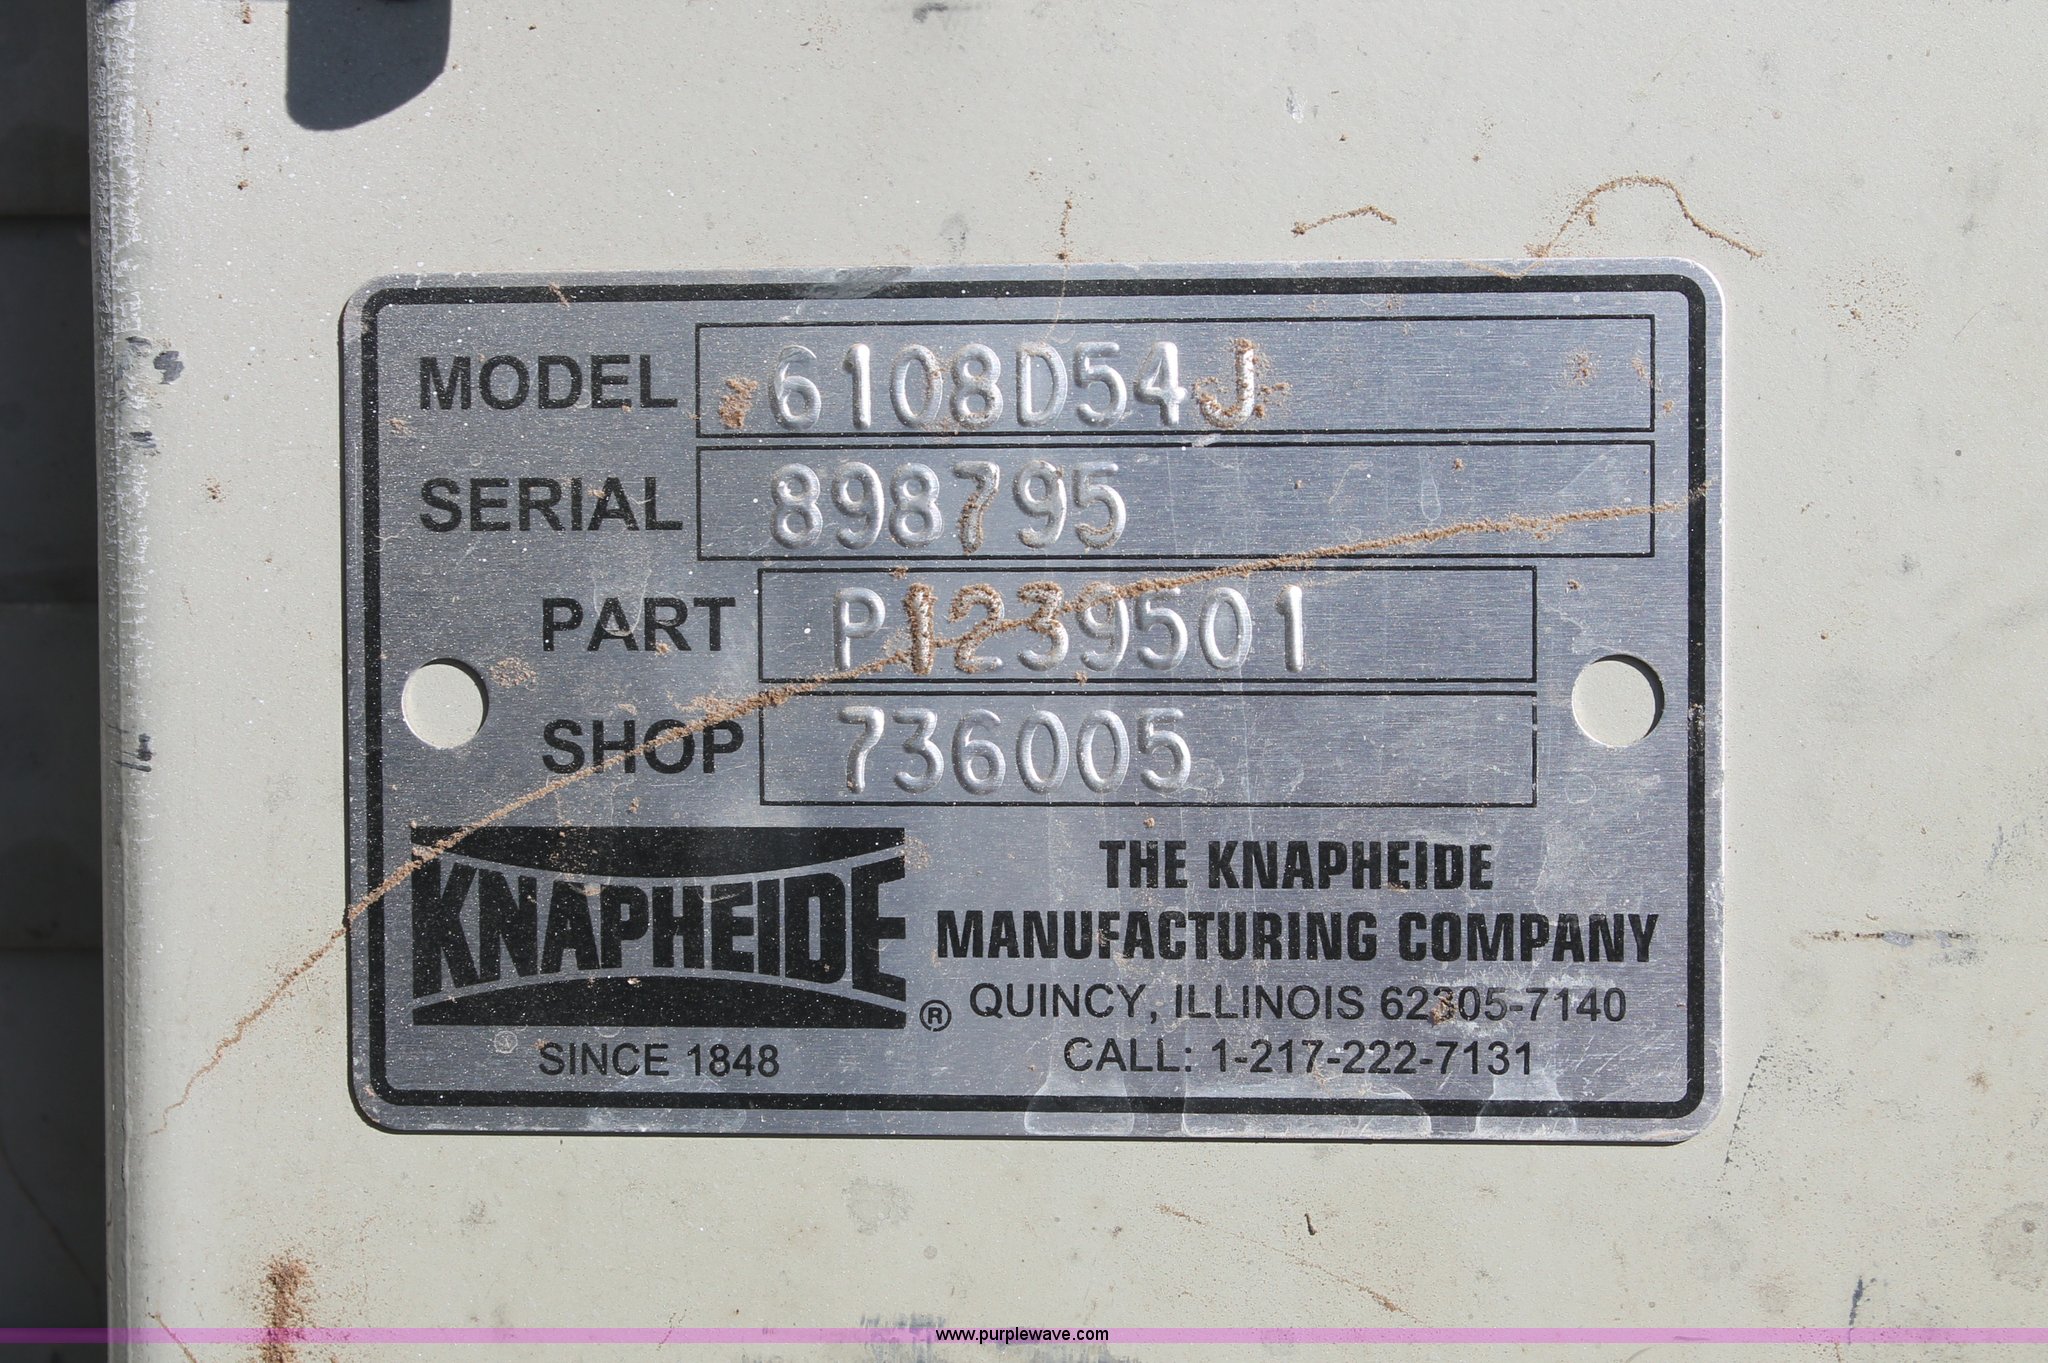 MODEL 6108D54J
SERIAL 898795
PART P1239501
SHOP 736005
KNAPHEIDE ®
SINCE 1848
THE KNAPHEIDE
MANUFACTURING COMPANY
QUINCY, ILLINOIS 62305-7140
CALL: 1-217-222-7131
www.purplewave.com